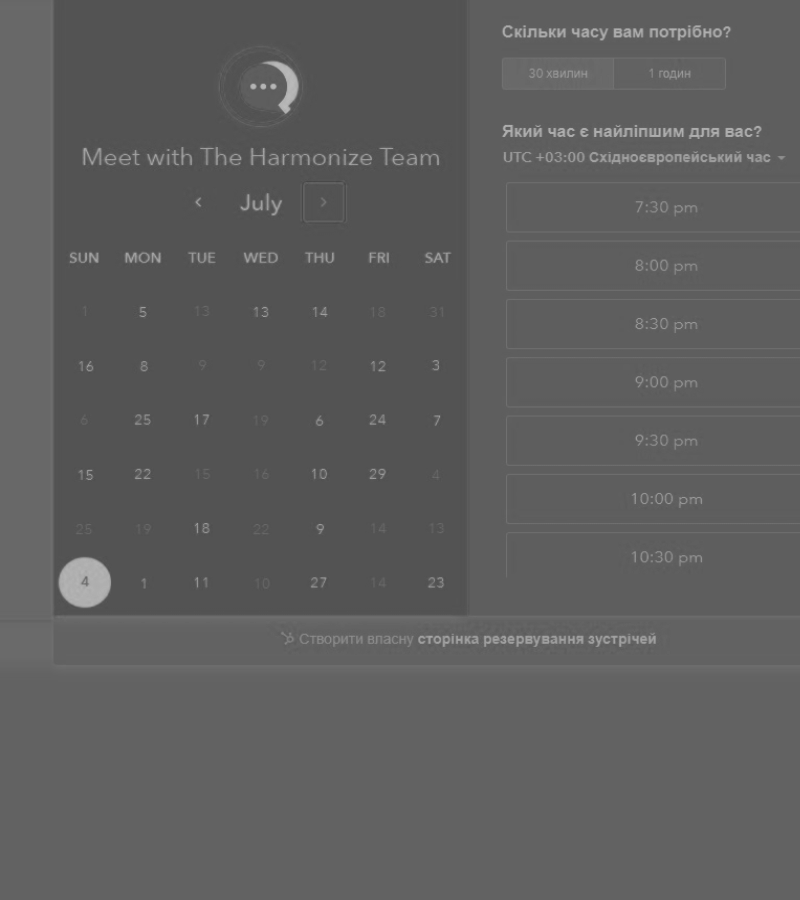 Meet with The Harmonize Team
July
SUN MON TUE WED THU FRI SAT
1 5 13 13 14 18 31
16 8 9 9 12 12 3
6 25 17 19 6 24 7
15 22 15 16 10 29 4
25 19 18 22 9 14 13
4 1 11 10 27 14 23
Скільки часу вам потрібно?
30 хвилин 1 годин
Який час є найліпшим для вас?
UTC +03:00 Східноєвропейський час
7:30 pm
8:00 pm
8:30 pm
9:00 pm
9:30 pm
10:00 pm
10:30 pm
Створити власну сторінка резервування зустрічей